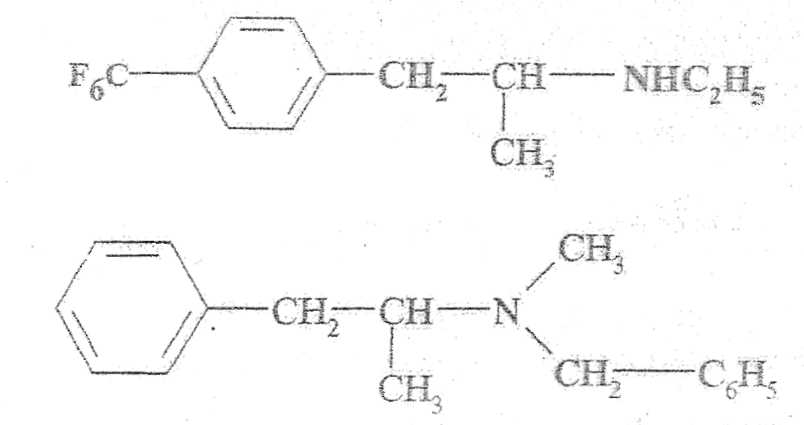 F₆C CH₂ CH NHC₂H₅
CH₃
CH₃
CH₂ CH N
CH₃ CH₂ C₆H₅